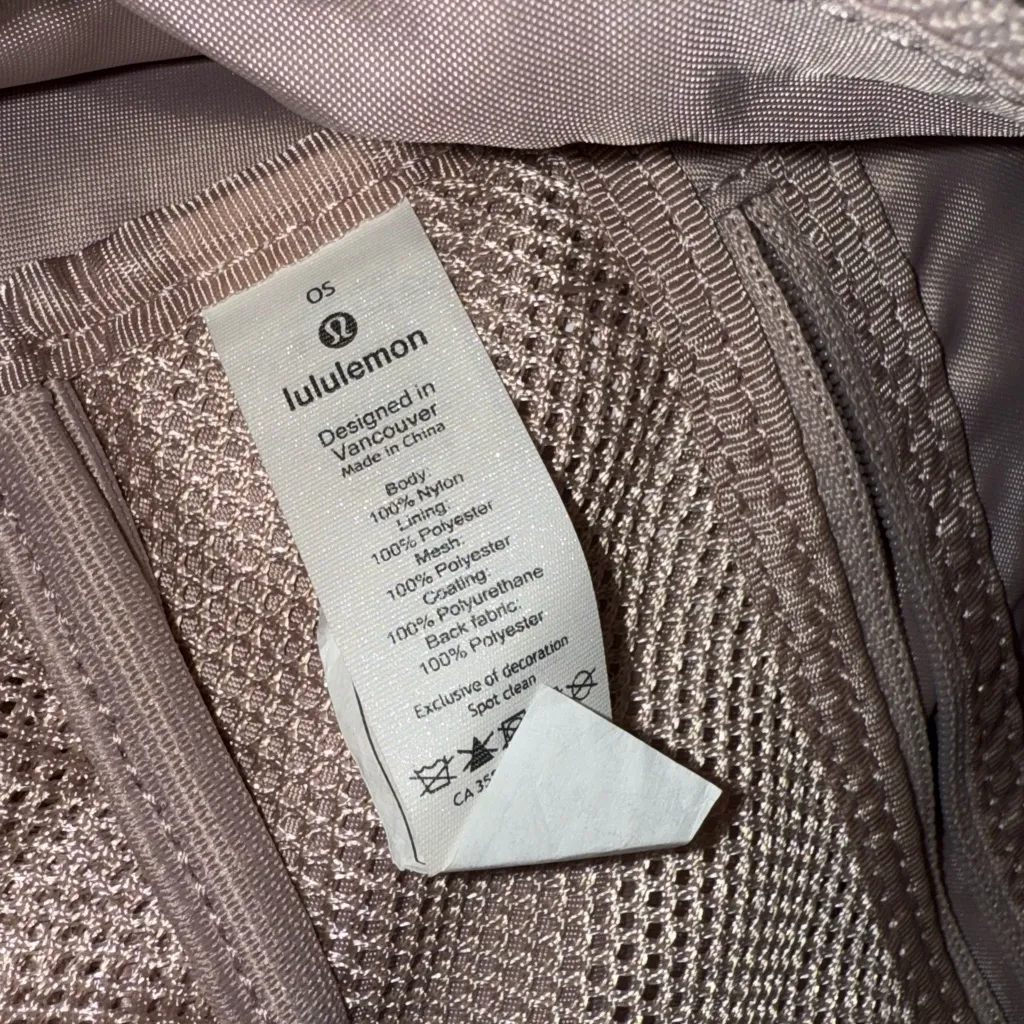 OS
lululemon
Designed in
Vancouver
Made in China
Body:
100% Nylon
Lining:
100% Polyester
Mesh:
100% Polyester
Coating:
100% Polyurethane
Back fabric:
100% Polyester
Exclusive of decoration
Spot clean
CA